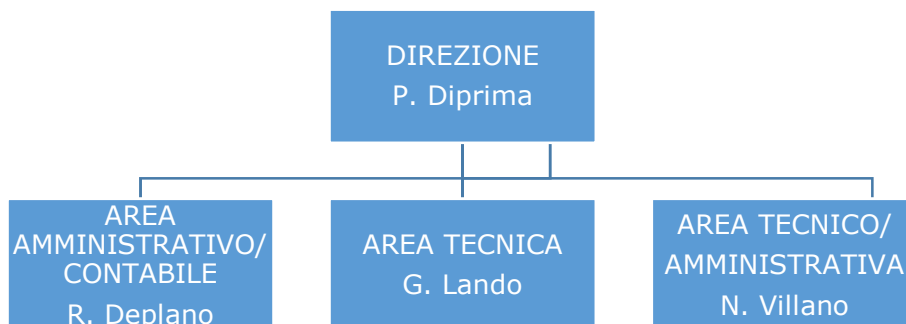 DIREZIONE
P. Diprima
AREA
AMMINISTRATIVO/
CONTABILE
R. Deplano
AREA TECNICA
G. Lando
AREA TECNICO/
AMMINISTRATIVA
N. Villano